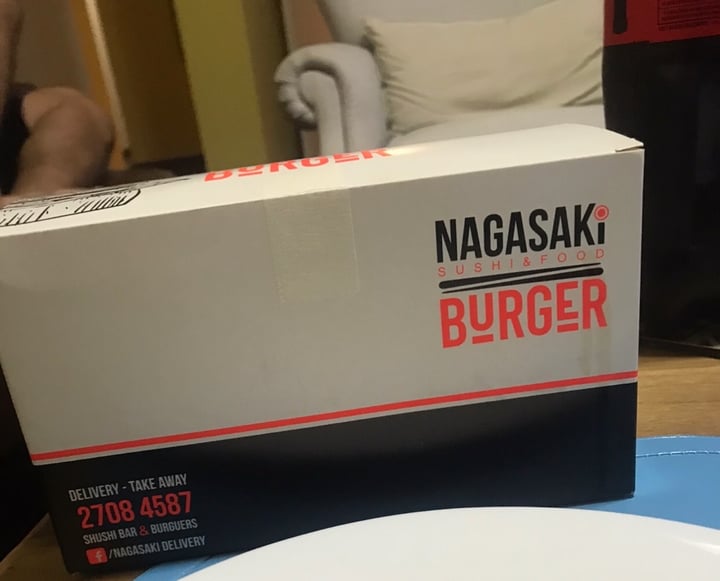 BURGER
NAGASAKi
SUSHI & FOOD
BURGER
DELIVERY - TAKE AWAY
2708 4587
SHUSHI BAR & BURGUERS
f /NAGASAKI DELIVERY